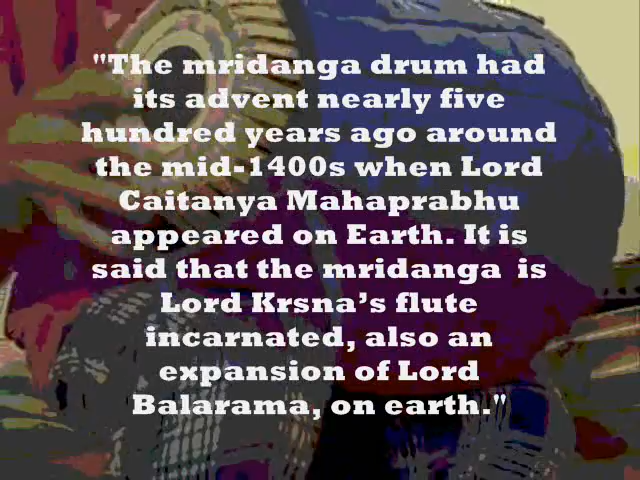 "The mridanga drum had
its advent nearly five
hundred years ago around
the mid-1400s when Lord
Caitanya Mahaprabhu
appeared on Earth. It is
said that the mridanga  is
Lord Krsna's flute
incarnated, also an
expansion of Lord
Balarama, on earth."